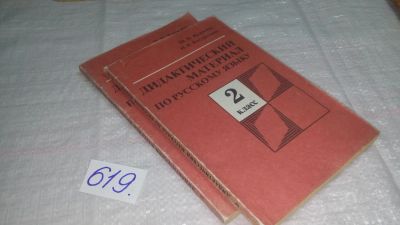 ДИДАКТИЧЕСКИЙ
МАТЕРИАЛ
ПО РУССКОМУ ЯЗЫКУ
2
класс
619.